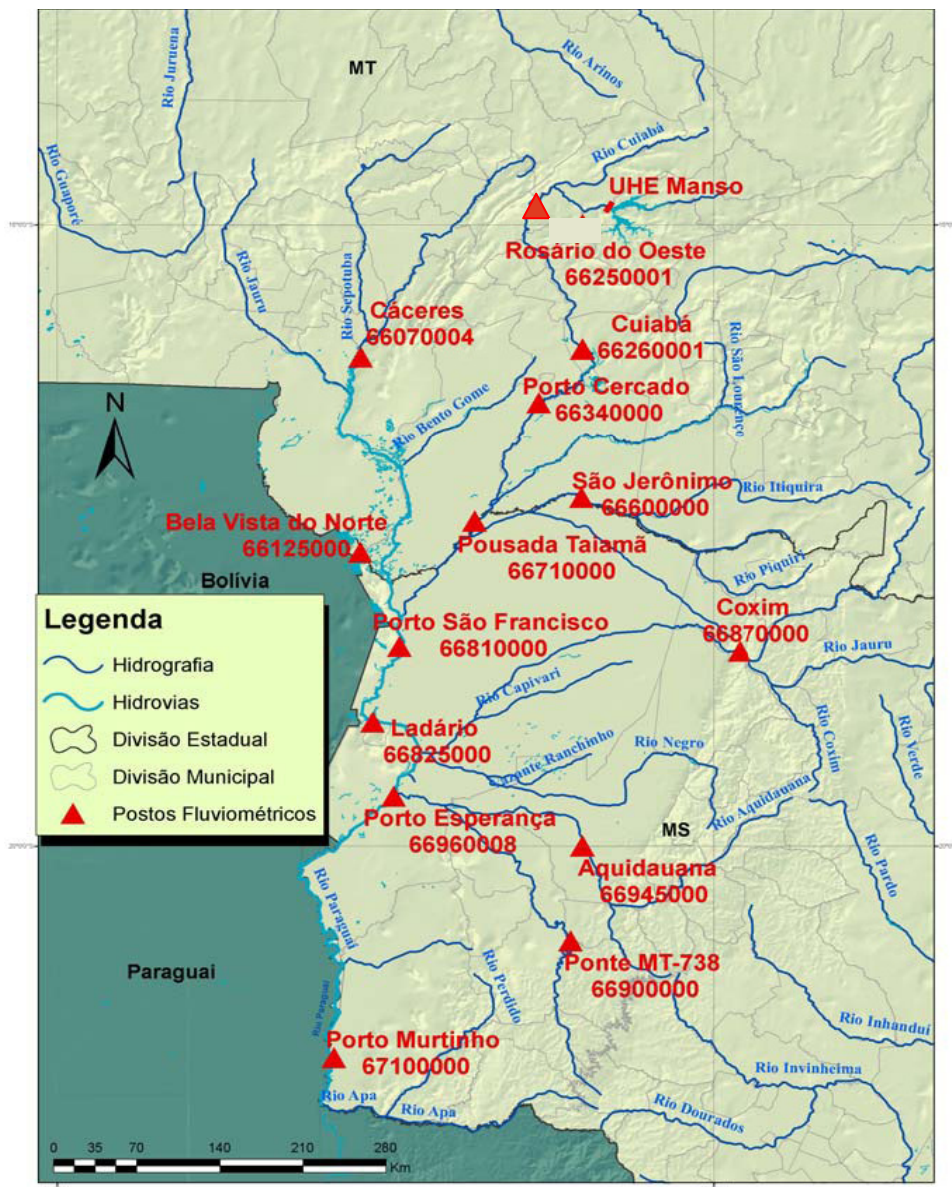 MT
Rio Arinos
Rio Juruena
Rio Guaporé
Rio Cuiabá
UHE Manso
Rosário do Oeste
66250001
Rio Jauru
Rio Sepotuba
Cáceres
66070004
Cuiabá
66260001
Rio São Lourenço
Porto Cercado
66340000
Rio Bento Gome
N
São Jerônimo
66600000
Rio Itiquira
Bela Vista do Norte
66125000
Pousada Taiamã
66710000
Rio Piquiri
Bolívia
Coxim
66870000
Porto São Francisco
66810000
Rio Jauru
Rio Capivari
Legenda
Hidrografia
Hidrovias
Divisão Estadual
Divisão Municipal
Postos Fluviométricos
Ladário
66825000
Rio Negro
Rio Coxim
Rio Verde
Ranchinho
Rio Aquidauana
Porto Esperança
66960008
MS
Aquidauana
66945000
Rio Pardo
Rio Paraguai
Ponte MT-738
66900000
Paraguai
Rio Perdido
Rio Paraguai
Rio Inhanduí
Porto Murtinho
67100000
Rio Invinheima
Rio Apa
Rio Apa
Rio Dourados
0 35 70 140 210 280
Km